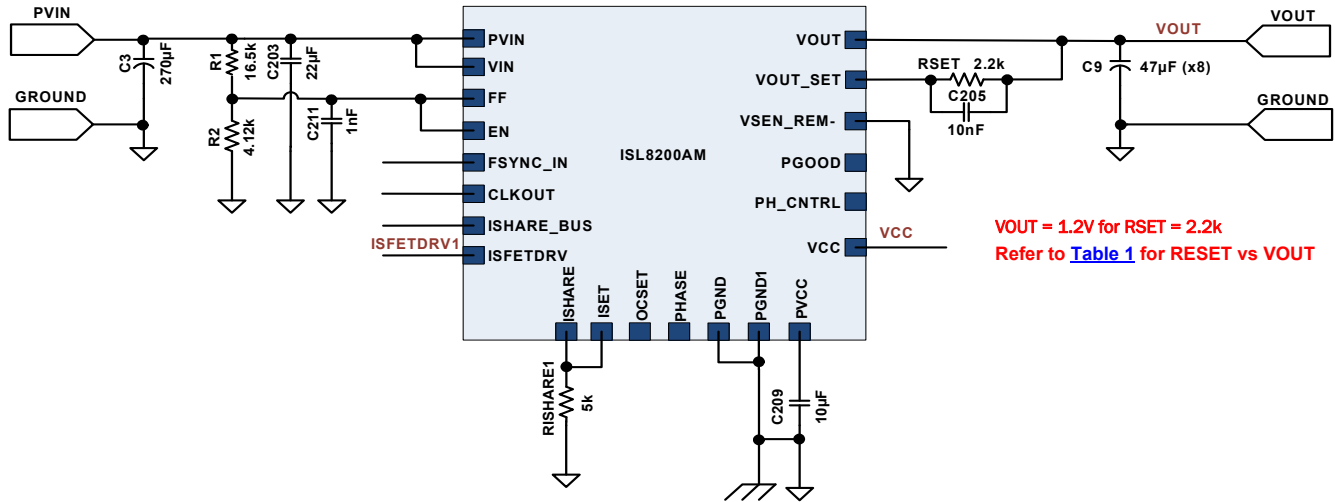 PVIN
GROUND
C3
270µF
R1
16.5k
C203
22µF
R2
4.12k
C211
1nF
PVIN
VIN
FF
EN
FSYNC_IN
CLKOUT
ISHARE_BUS
ISFETDRV1
ISFETDRV
ISL8200AM
VOUT
VOUT_SET
VSEN_REM-
PGOOD
PH_CNTRL
VCC
VCC
ISHARE
ISET
OCSET
PHASE
PGND
PGND1
PVCC
RISHARE1
5k
C209
10µF
RSET 2.2k
C205
10nF
VOUT
VOUT
C9 47µF (x8)
GROUND
VOUT = 1.2V for RSET = 2.2k
Refer to Table 1 for RESET vs VOUT